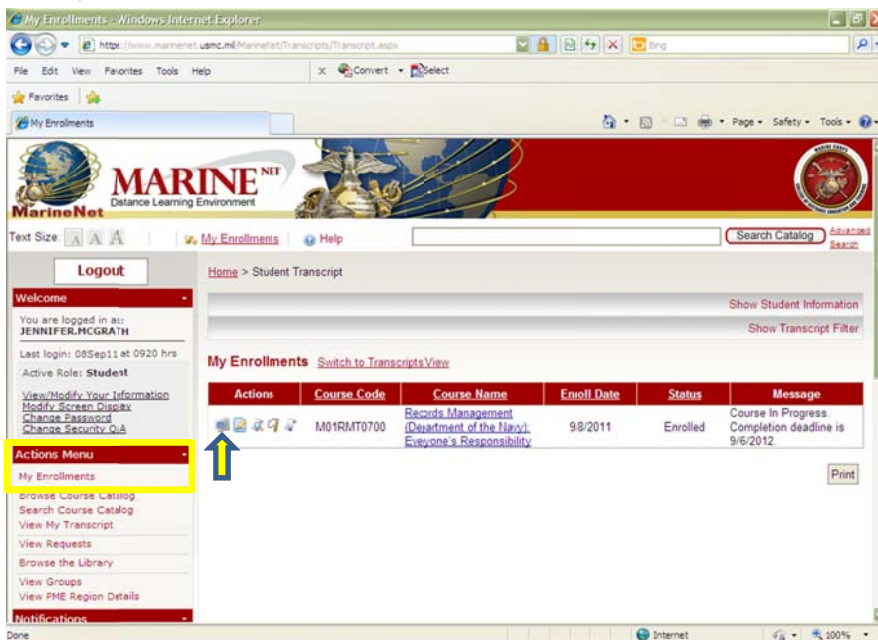 My Enrollments - Windows Internet Explorer
http://www.marinenet.usmc.mil/MarineNet/Transcripts/Transcript.aspx
Bing
File Edit View Favorites Tools Help
x Convert Select
Favorites
My Enrollments
Page Safety Tools
MarineNet
MARINE NET
Distance Learning Environment
Text Size: A A A
My Enrollments
Help
Search Catalog
Advanced Search
Logout
Home > Student Transcript
Welcome
Show Student Information
You are logged in as:
JENNIFER.MCGRATH
Show Transcript Filter
Last login: 08Sep11 at 0920 hrs
My Enrollments Switch to Transcripts View
Active Role: Student
View/Modify Your Information
Modify Screen Display
Change Password
Change Security Q/A
Actions Course Code Course Name Enroll Date Status Message
M01RMT0700 Records Management (Department of the Navy): Everyone's Responsibility 9/8/2011 Enrolled Course In Progress. Completion deadline is 9/6/2012.
Actions Menu
My Enrollments
Print
Browse Course Catalog
Search Course Catalog
View My Transcript
View Requests
Browse the Library
View Groups
View PME Region Details
Notifications
Done
Internet
100%